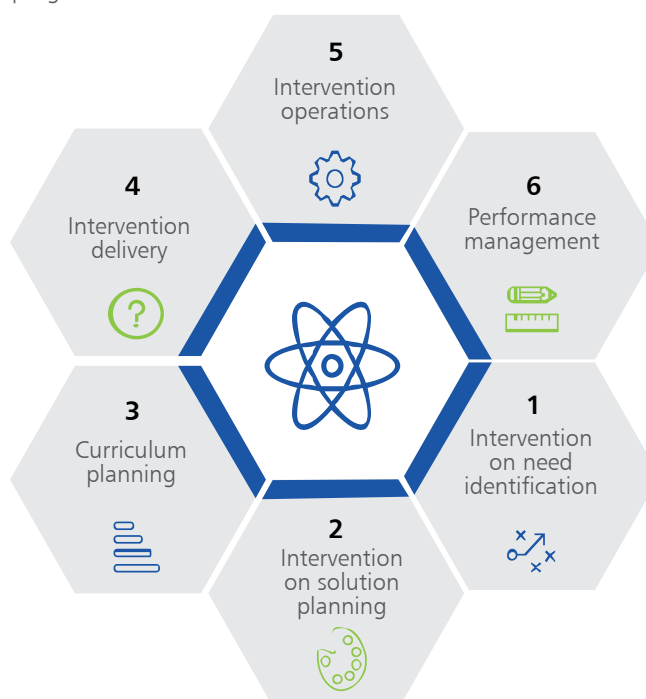 5
Intervention
operations
4
Intervention
delivery
6
Performance
management
3
Curriculum
planning
1
Intervention
on need
identification
2
Intervention
on solution
planning